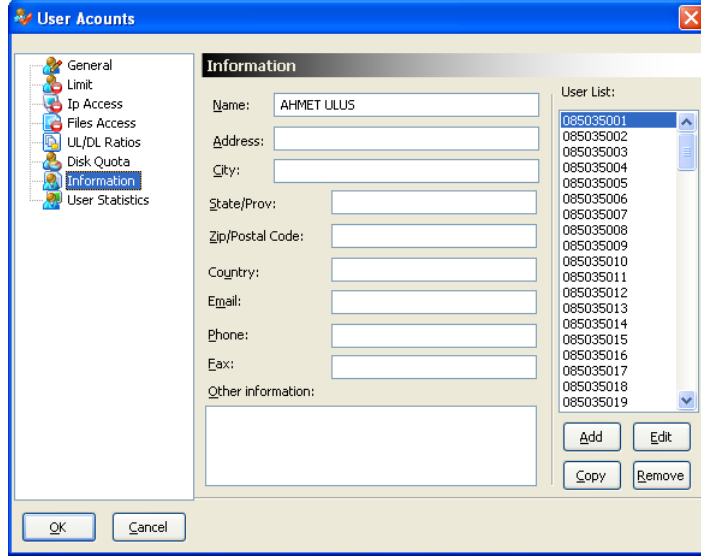 User Acounts
General
Limit
Ip Access
Files Access
UL/DL Ratios
Disk Quota
Information
User Statistics
Information
Name: AHMET ULUS
Address:
City:
State/Prov:
Zip/Postal Code:
Country:
Email:
Phone:
Fax:
Other information:
User List:
085035001
085035002
085035003
085035004
085035005
085035006
085035007
085035008
085035009
085035010
085035011
085035012
085035013
085035014
085035015
085035016
085035017
085035018
085035019
Add Edit
Copy Remove
OK Cancel